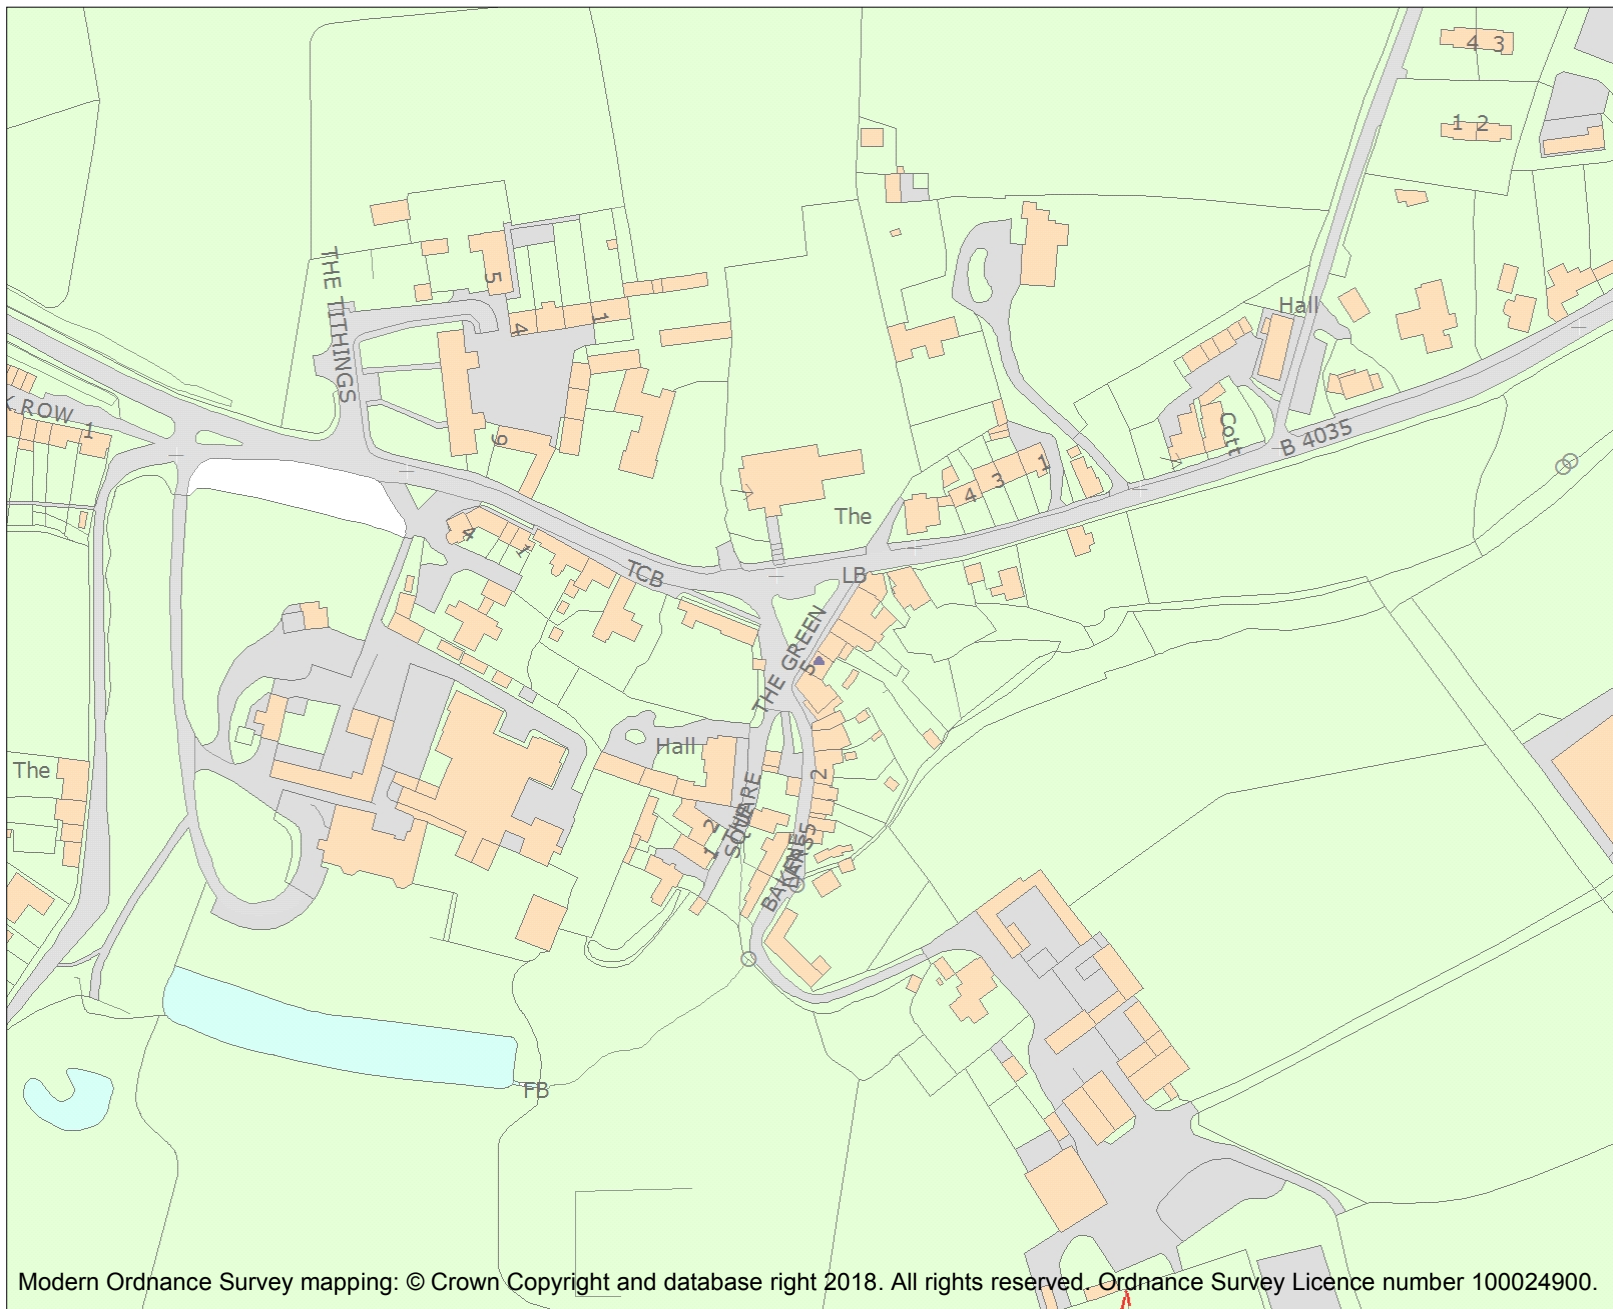 4 3
1 2
THE TITHINGS
5
4
1
Hall
K ROW
1
6
B 4035
Cott
1
3
4
The
4
1
TCB
LB
THE GREEN
5
Hall
The
2
SQUARE
2
1
BAKERS
LANE
5
FB
Modern Ordnance Survey mapping: © Crown Copyright and database right 2018. All rights reserved. Ordnance Survey Licence number 100024900.